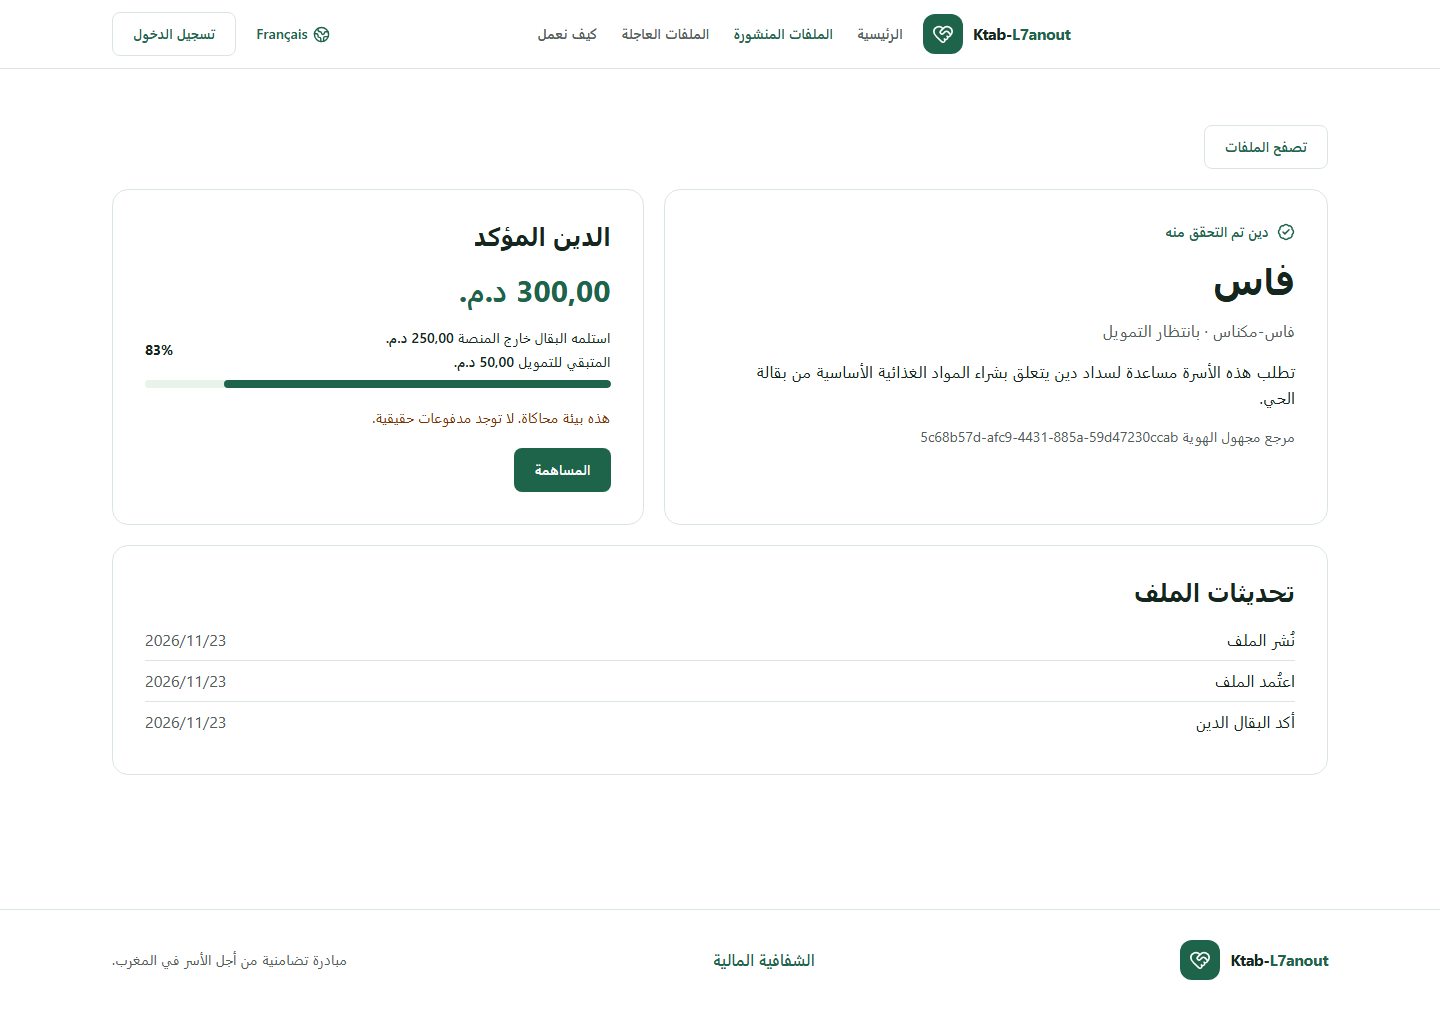 Ktab-L7anout
الرئيسية
الملفات المنشورة
الملفات العاجلة
كيف نعمل
Français
تسجيل الدخول
تصفح الملفات
دين تم التحقق منه
فاس
فاس-مكناس · بانتظار التمويل
تطلب هذه الأسرة مساعدة لسداد دين يتعلق بشراء المواد الغذائية الأساسية من بقالة
الحي.
مرجع مجهول الهوية 5c68b57d-afc9-4431-885a-59d47230ccab
الدين المؤكد
300,00 د.م.
استلمه البقال خارج المنصة 250,00 د.م.
المتبقي للتمويل 50,00 د.م.
83%
هذه بيئة محاكاة. لا توجد مدفوعات حقيقية.
المساهمة
تحديثات الملف
نُشر الملف 2026/11/23
اعتُمد الملف 2026/11/23
أكد البقال الدين 2026/11/23
Ktab-L7anout
الشفافية المالية
مبادرة تضامنية من أجل الأسر في المغرب.